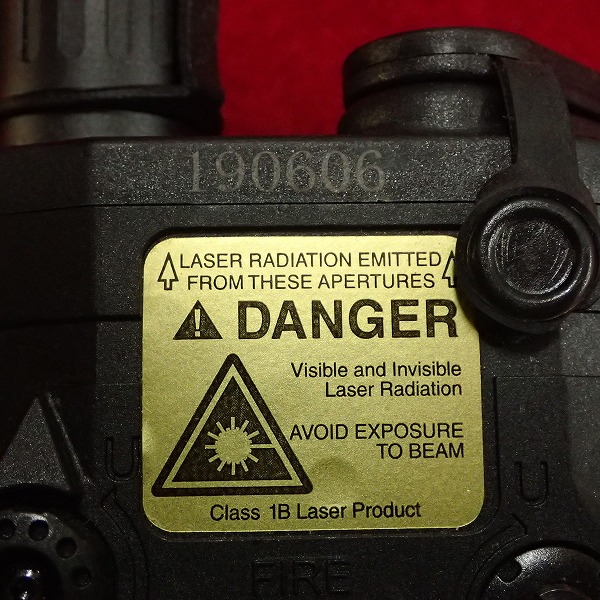 190606
LASER RADIATION EMITTED
FROM THESE APERTURES
DANGER
Visible and Invisible
Laser Radiation
AVOID EXPOSURE
TO BEAM
Class 1B Laser Product
U
U
FIRE